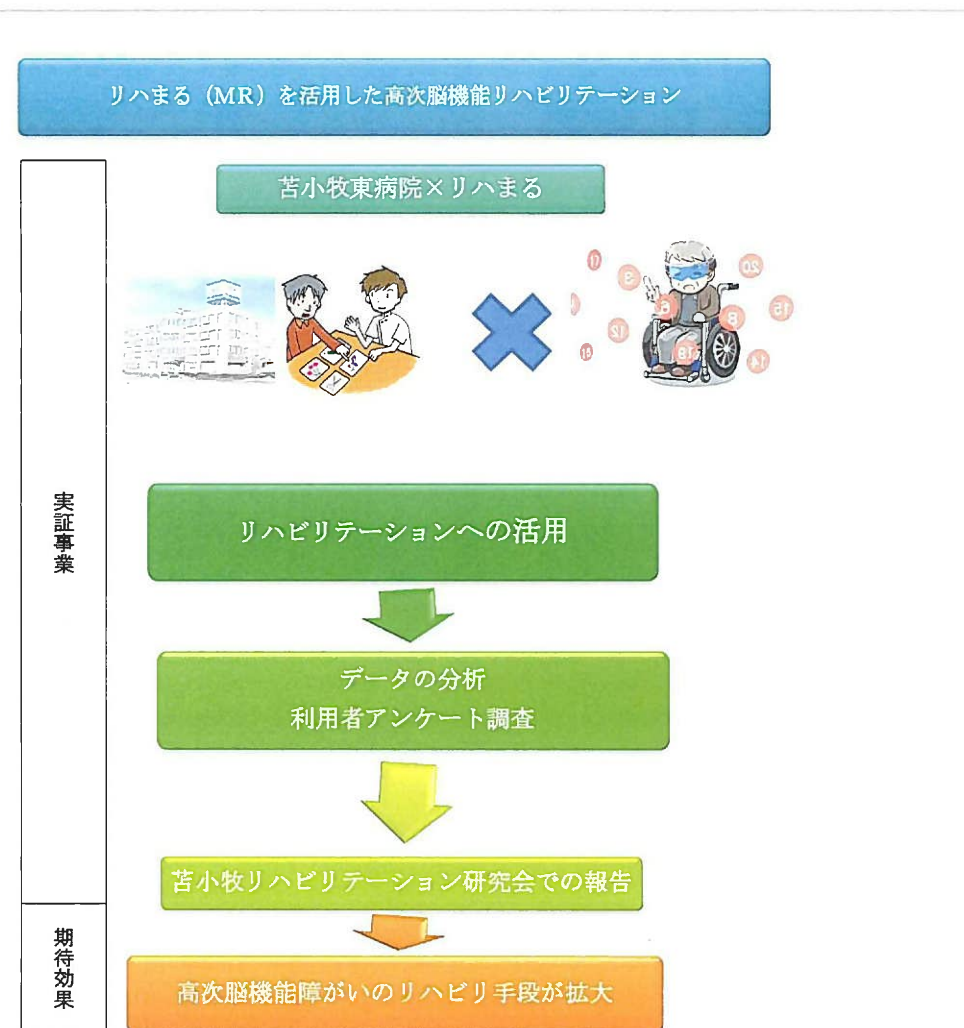 リハまる（MR）を活用した高次脳機能リハビリテーション
苫小牧東病院×リハまる
実証事業
リハビリテーションへの活用
データの分析
利用者アンケート調査
苫小牧リハビリテーション研究会での報告
期待効果
高次脳機能障がいのリハビリ手段が拡大